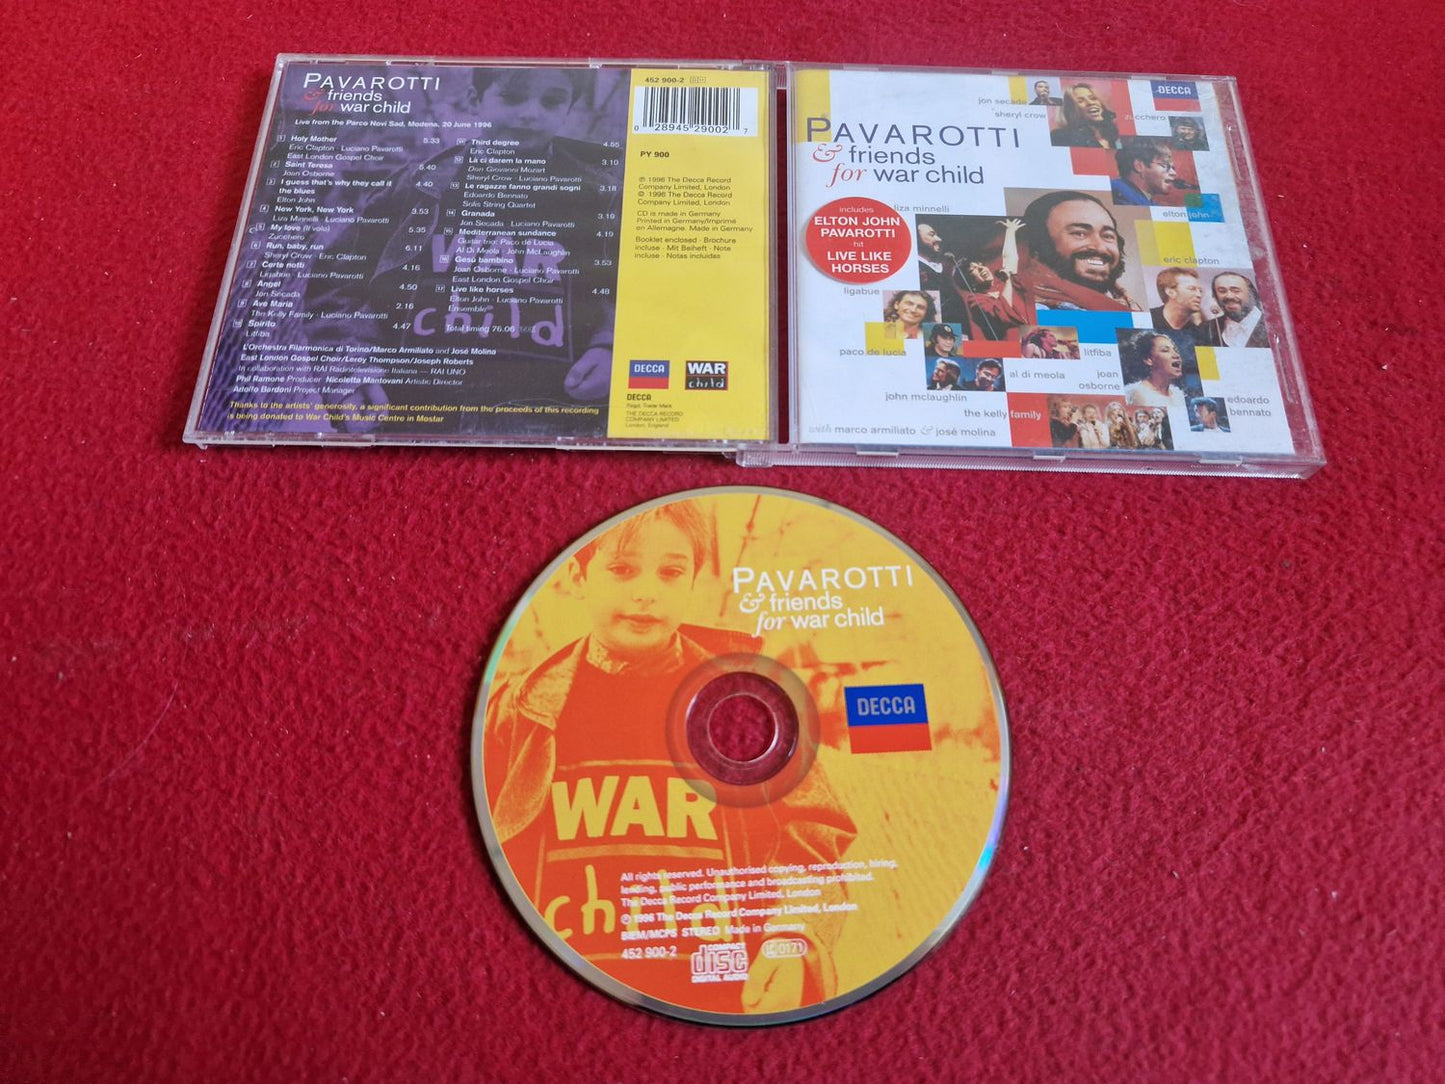 PAVAROTTI
& friends
for war child
Live from the Parco Novi Sad, Modena, 20 June 1996
1 Holy Mother 5.33
Eric Clapton · Luciano Pavarotti
East London Gospel Choir
2 Saint Teresa 5.40
Joan Osborne
3 I guess that's why they call it 4.40
the blues
Elton John
4 New York, New York 3.53
Liza Minnelli · Luciano Pavarotti
5 My love (Il volo) 5.35
Zucchero
6 Run, baby, run 6.11
Sheryl Crow · Eric Clapton
7 Certe notti 4.16
Ligabue · Luciano Pavarotti
8 Angel 4.50
Jon Secada
9 Ave Maria 2.16
The Kelly Family · Luciano Pavarotti
10 Spirito 4.47
Litfiba
11 Third degree 4.55
Eric Clapton
12 Là ci darem la mano 3.10
Don Giovanni Mozart
Sheryl Crow · Luciano Pavarotti
13 Le ragazze fanno grandi sogni 3.18
Edoardo Bennato
Solis String Quartet
14 Granada 3.19
Jon Secada · Luciano Pavarotti
15 Mediterranean sundance 4.19
Guitar trio: Paco de Lucia
Al Di Meola · John McLaughlin
16 Gesù bambino 3.53
Joan Osborne · Luciano Pavarotti
East London Gospel Choir
17 Live like horses 4.48
Elton John · Luciano Pavarotti
Ensemble
Total timing 76.06
child
L'Orchestra Filarmonica di Torino/Marco Armiliato and José Molina
East London Gospel Choir/Leroy Thompson/Joseph Roberts
In collaboration with RAI Radiotelevisione Italiana — RAI UNO
Phil Ramone Producer Nicoletta Mantovani Artistic Director
Adolfo Bardoni Project Manager
Thanks to the artists' generosity, a significant contribution from the proceeds of this recording
is being donated to War Child's Music Centre in Mostar
452 900-2
0 28945 29002 7
PY 900
℗ 1996 The Decca Record
Company Limited, London
© 1996 The Decca Record
Company Limited, London
CD is made in Germany
Printed in Germany/Imprimé
en Allemagne. Made in Germany
Booklet enclosed · Brochure
incluse · Mit Beiheft · Note
incluse · Notas incluidas
DECCA
WAR
child
DECCA
Regd. Trade Mark
THE DECCA RECORD
COMPANY LIMITED
London, England
DECCA
jon secada
sheryl crow
zucchero
PAVAROTTI
& friends
for war child
liza minnelli
elton john
includes
ELTON JOHN
PAVAROTTI
hit
LIVE LIKE
HORSES
eric clapton
ligabue
paco de lucia
litfiba
al di meola
joan
osborne
john mclaughlin
edoardo
bennato
the kelly family
with marco armiliato & josé molina
PAVAROTTI
& friends
for war child
DECCA
WAR
child
All rights reserved. Unauthorised copying, reproduction, hiring,
lending, public performance and broadcasting prohibited.
The Decca Record Company Limited, London
℗ 1996 The Decca Record Company Limited, London
BIEM/MCPS STEREO Made in Germany
452 900-2
COMPACT
disc
DIGITAL AUDIO
LC 0171